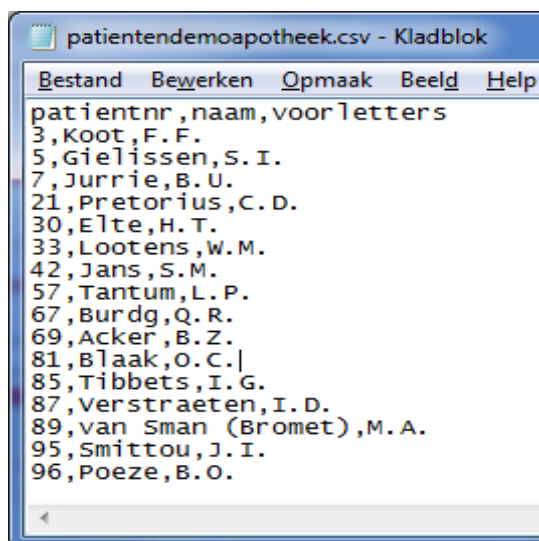 patientendemoapotheek.csv - Kladblok
Bestand Bewerken Opmaak Beeld Help
patientnr,naam,voorletters
3,Koot,F.F.
5,Gielissen,S.I.
7,Jurrie,B.U.
21,Pretorius,C.D.
30,Elte,H.T.
33,Lootens,W.M.
42,Jans,S.M.
57,Tantum,L.P.
67,Burdg,Q.R.
69,Acker,B.Z.
81,Blaak,O.C.
85,Tibbets,I.G.
87,Verstraeten,I.D.
89,van Sman (Bromet),M.A.
95,Smittou,J.I.
96,Poeze,B.O.